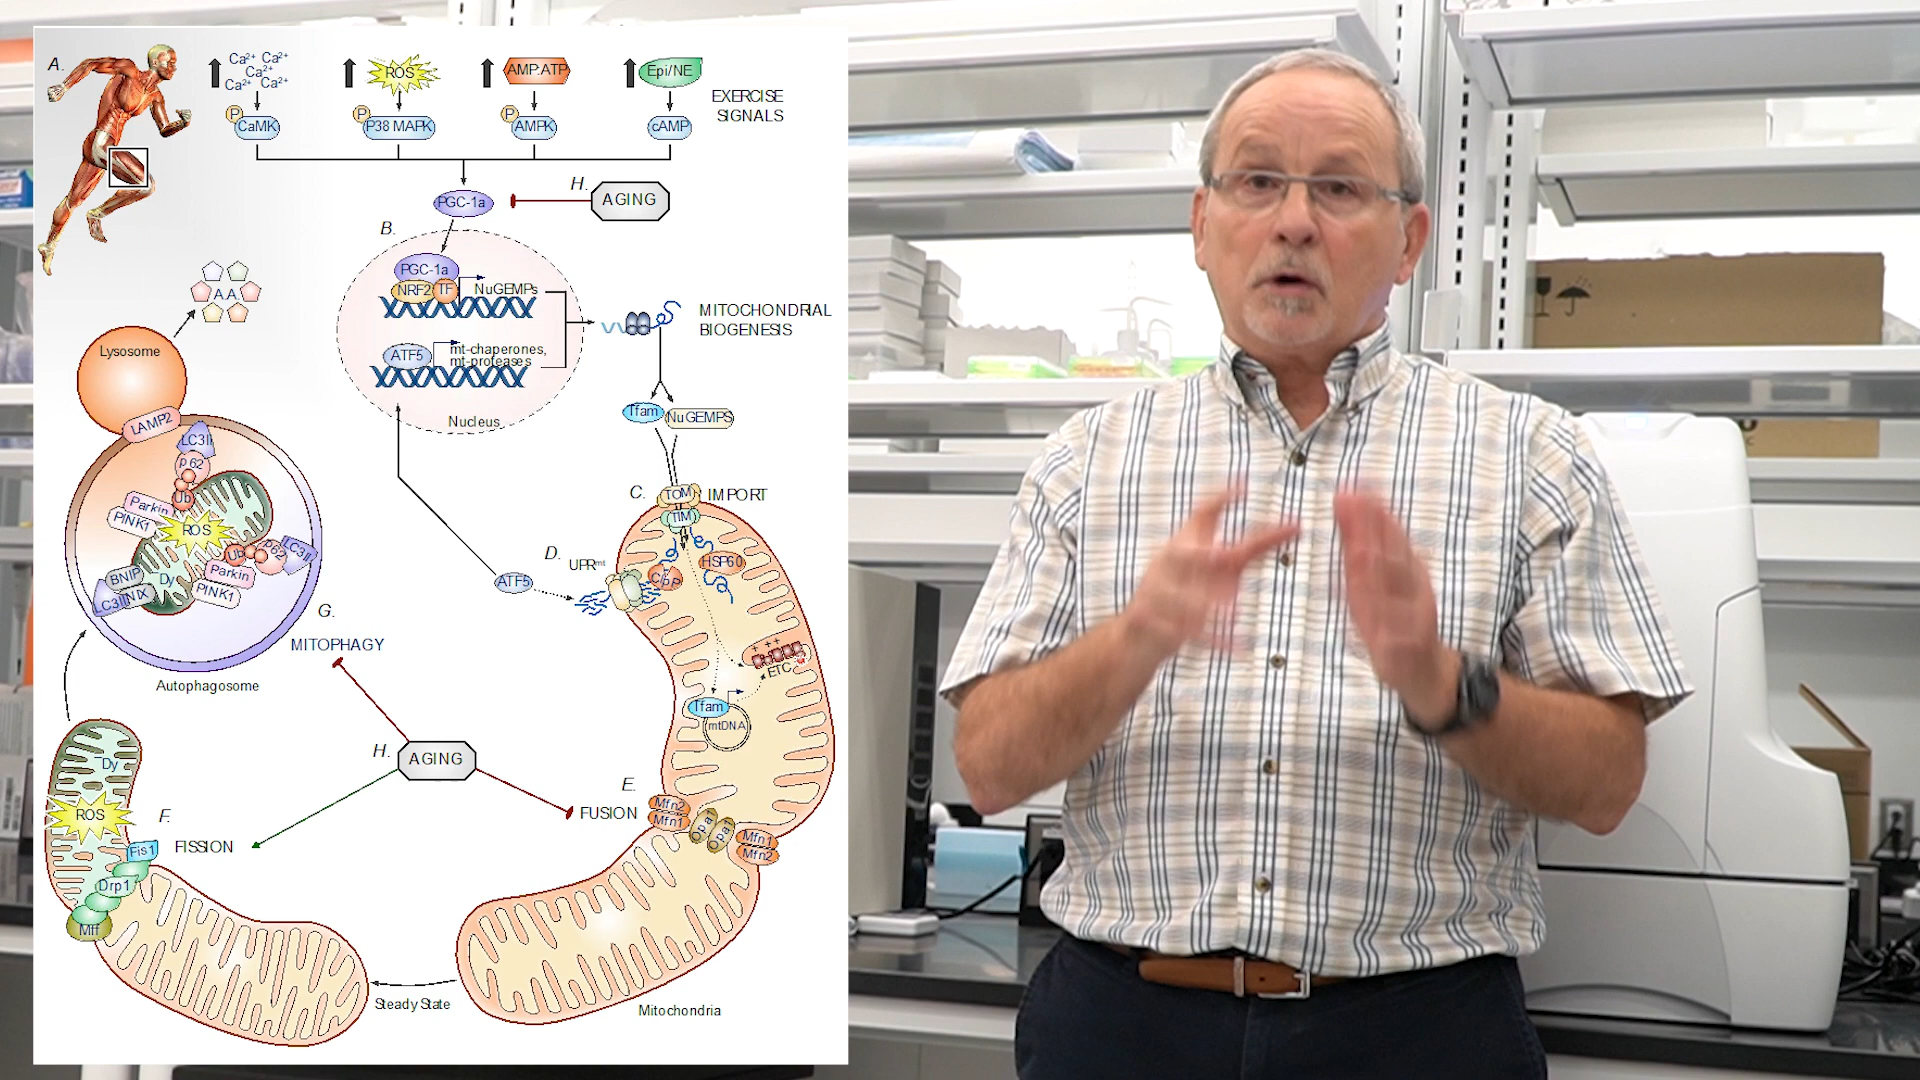 A.
Ca²⁺ Ca²⁺
Ca²⁺
Ca²⁺ Ca²⁺
ROS
AMP:ATP
Epi/NE
EXERCISE
SIGNALS
P
CaMK
P
P38 MAPK
P
AMPK
cAMP
PGC-1a
H.
AGING
B.
PGC-1a
NRF2
TF
NuGEMPs
ATF5
mt-chaperones,
mt-proteases
Nucleus
MITOCHONDRIAL
BIOGENESIS
A.A.
Lysosome
LAMP2
LC3II
p62
Ub
Parkin
PINK1
ROS
Ub
p62
LC3II
Parkin
PINK1
Dy
BNIP
NIX
LC3II
G.
MITOPHAGY
Autophagosome
Tfam
NuGEMPS
C.
TOM
IMPORT
TIM
D.
UPRᵐᵗ
ATF5
ClpP
HSP60
++
ETC
Tfam
mtDNA
H.
AGING
E.
FUSION
Mfn2
Mfn1
Opa1
Opa1
Mfn1
Mfn2
Dy
ROS
F.
FISSION
Fis1
Drp1
Mff
Steady State
Mitochondria